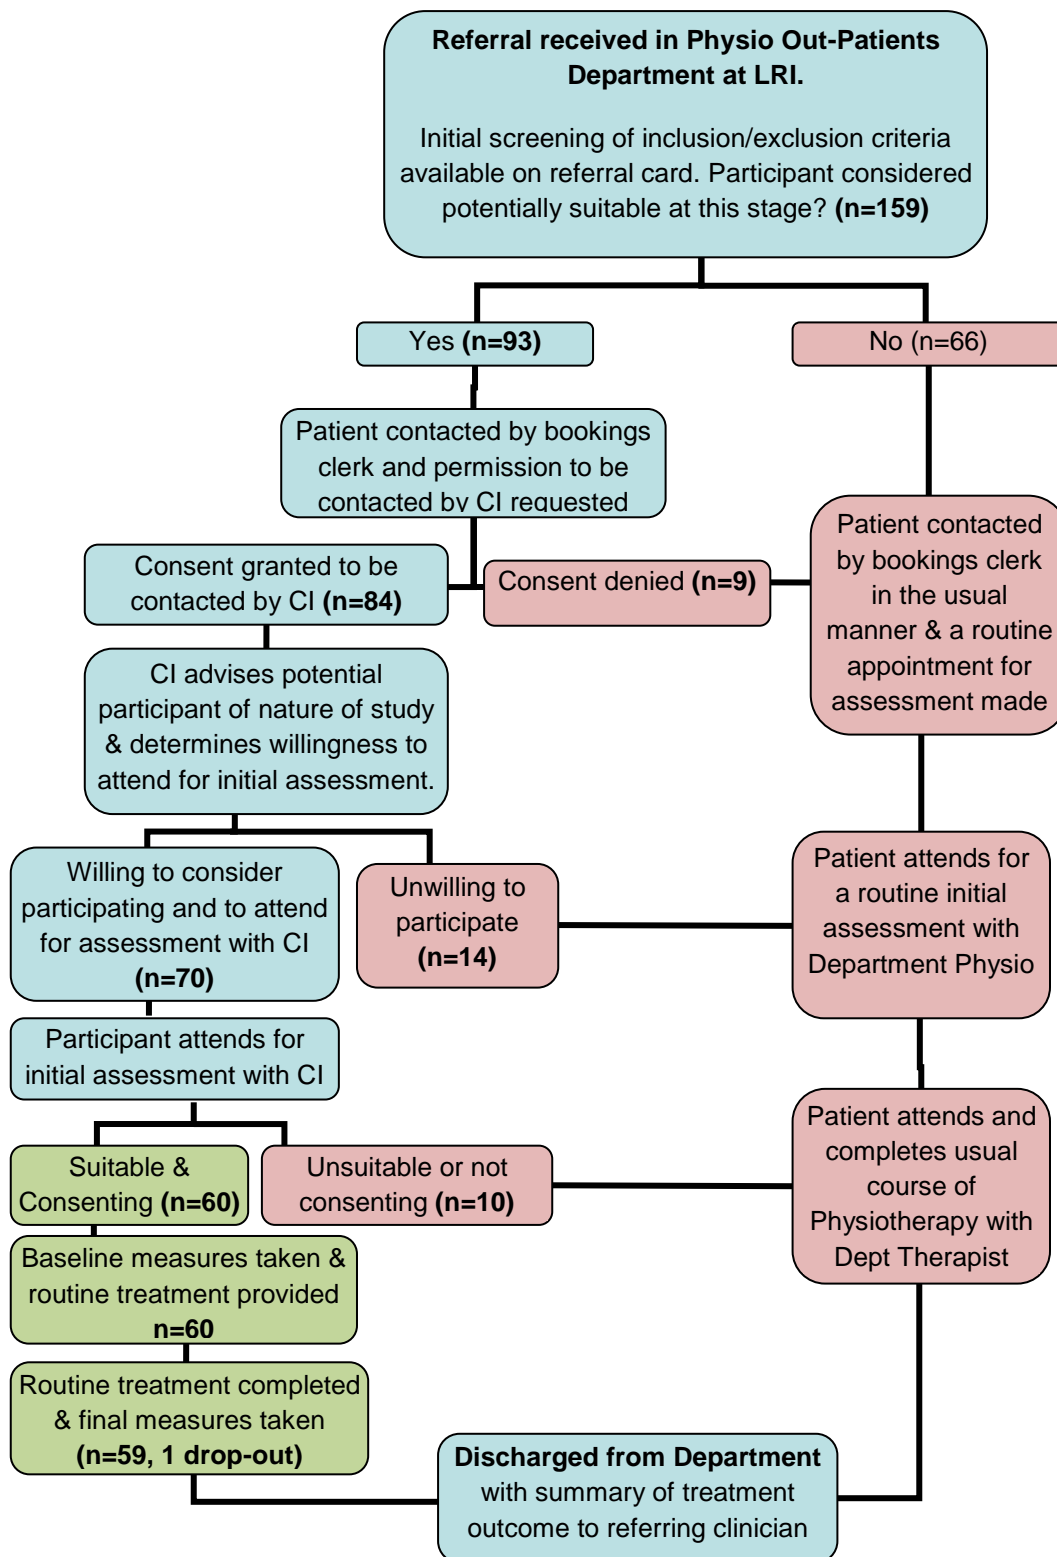 Referral received in Physio Out-Patients
Department at LRI.
Initial screening of inclusion/exclusion criteria
available on referral card. Participant considered
potentially suitable at this stage? (n=159)
Yes (n=93)
No (n=66)
Patient contacted by bookings
clerk and permission to be
contacted by CI requested
Patient contacted
by bookings clerk
in the usual
manner & a routine
appointment for
assessment made
Consent granted to be
contacted by CI (n=84)
Consent denied (n=9)
CI advises potential
participant of nature of study
& determines willingness to
attend for initial assessment.
Willing to consider
participating and to attend
for assessment with CI
(n=70)
Unwilling to
participate
(n=14)
Patient attends for
a routine initial
assessment with
Department Physio
Participant attends for
initial assessment with CI
Suitable &
Consenting (n=60)
Unsuitable or not
consenting (n=10)
Patient attends and
completes usual
course of
Physiotherapy with
Dept Therapist
Baseline measures taken &
routine treatment provided
n=60
Routine treatment completed
& final measures taken
(n=59, 1 drop-out)
Discharged from Department
with summary of treatment
outcome to referring clinician